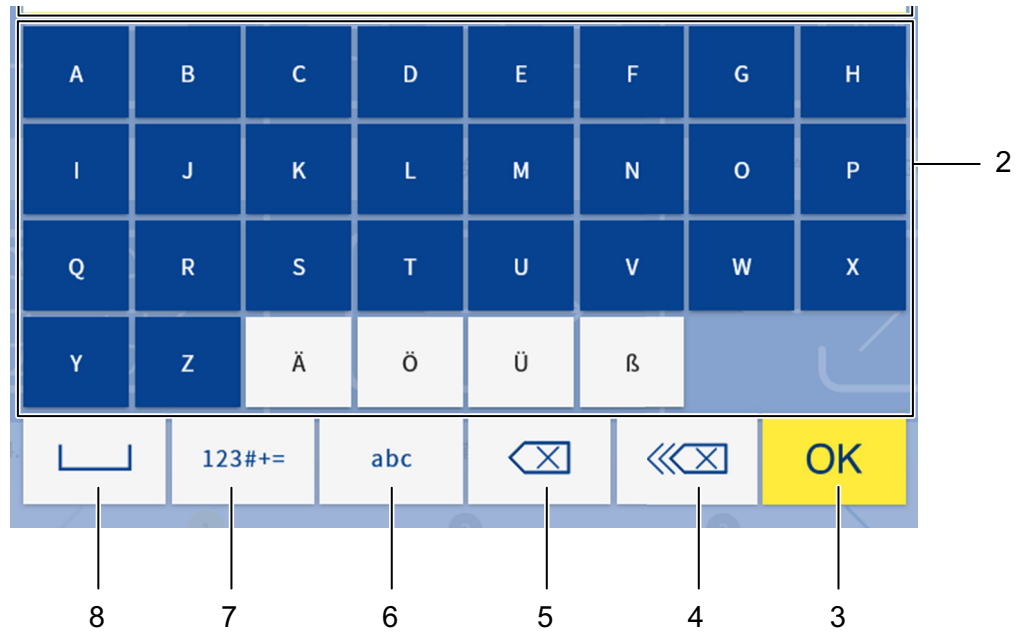 A B C D E F G H
I J K L M N O P 2
Q R S T U V W X
Y Z Ä Ö Ü ß
123#+= abc OK
8 7 6 5 4 3